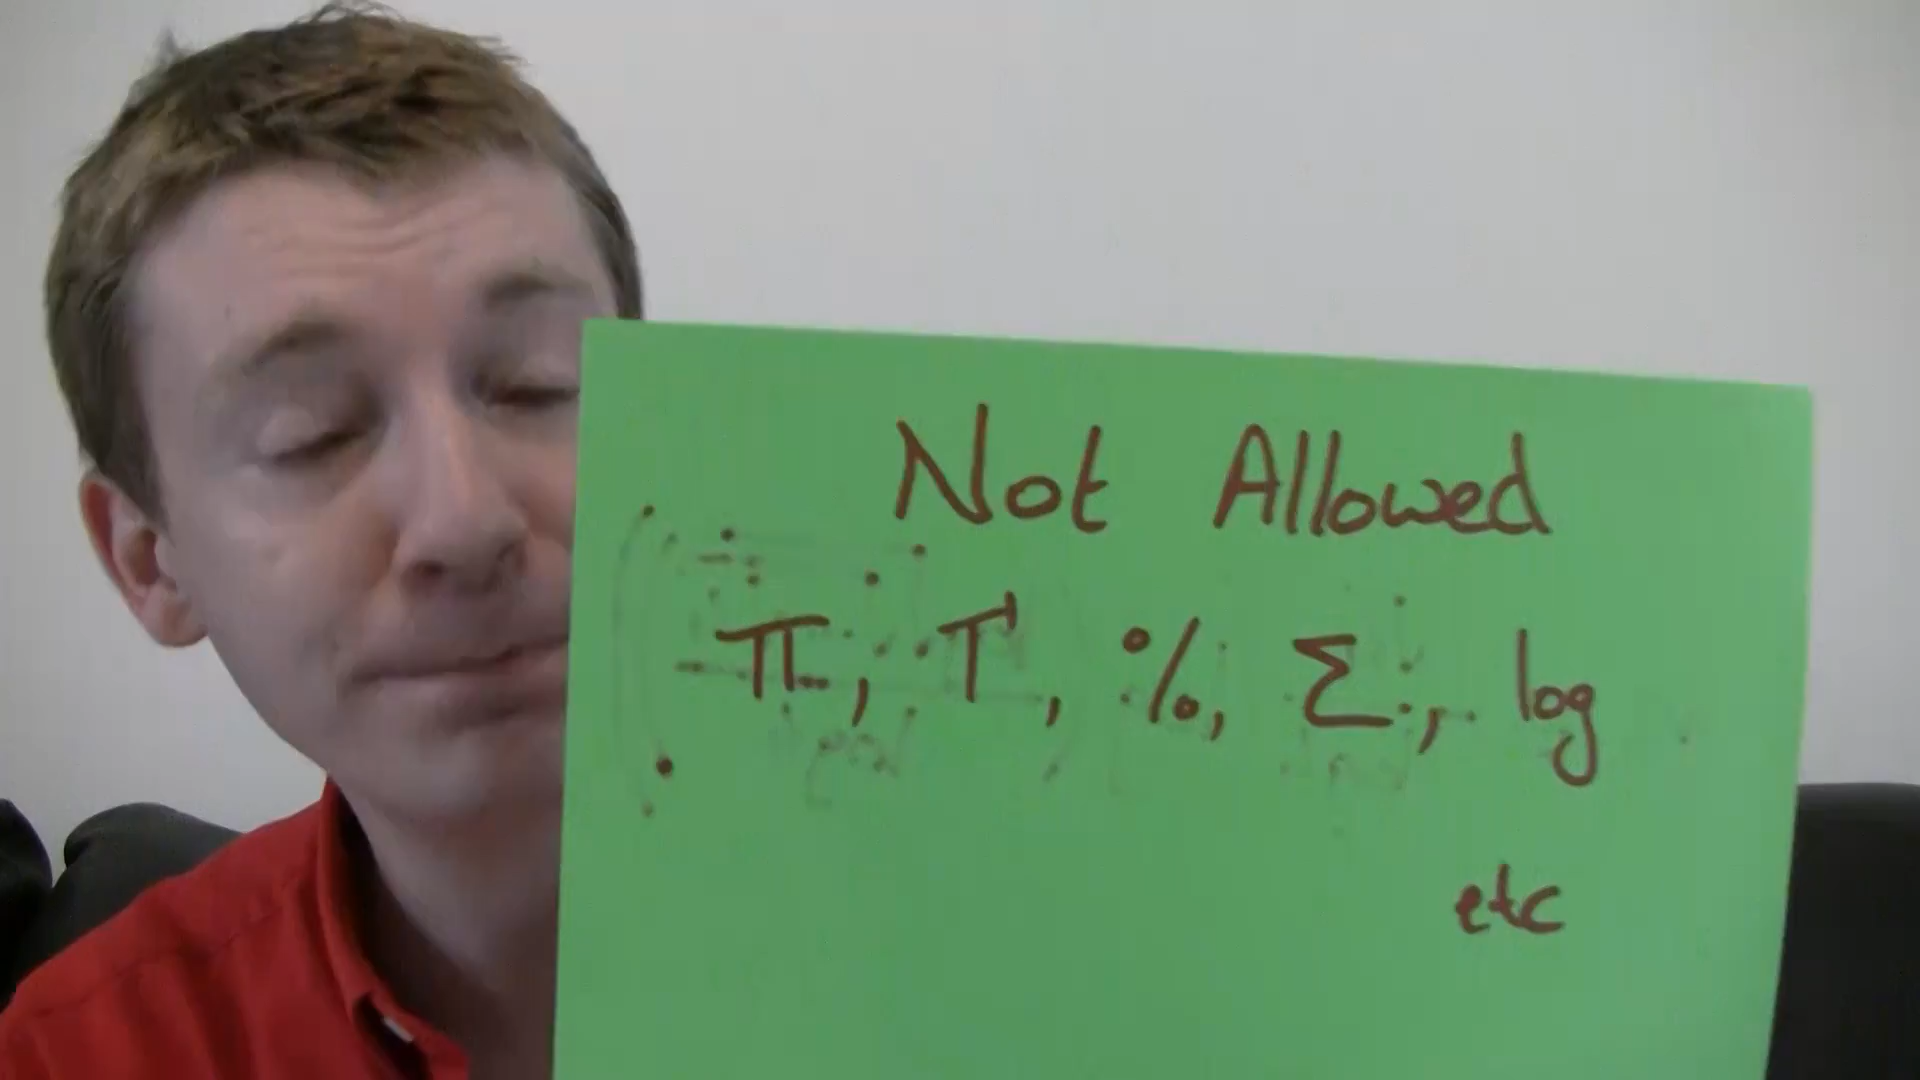 Not Allowed
π, Γ, %, Σ, log
etc